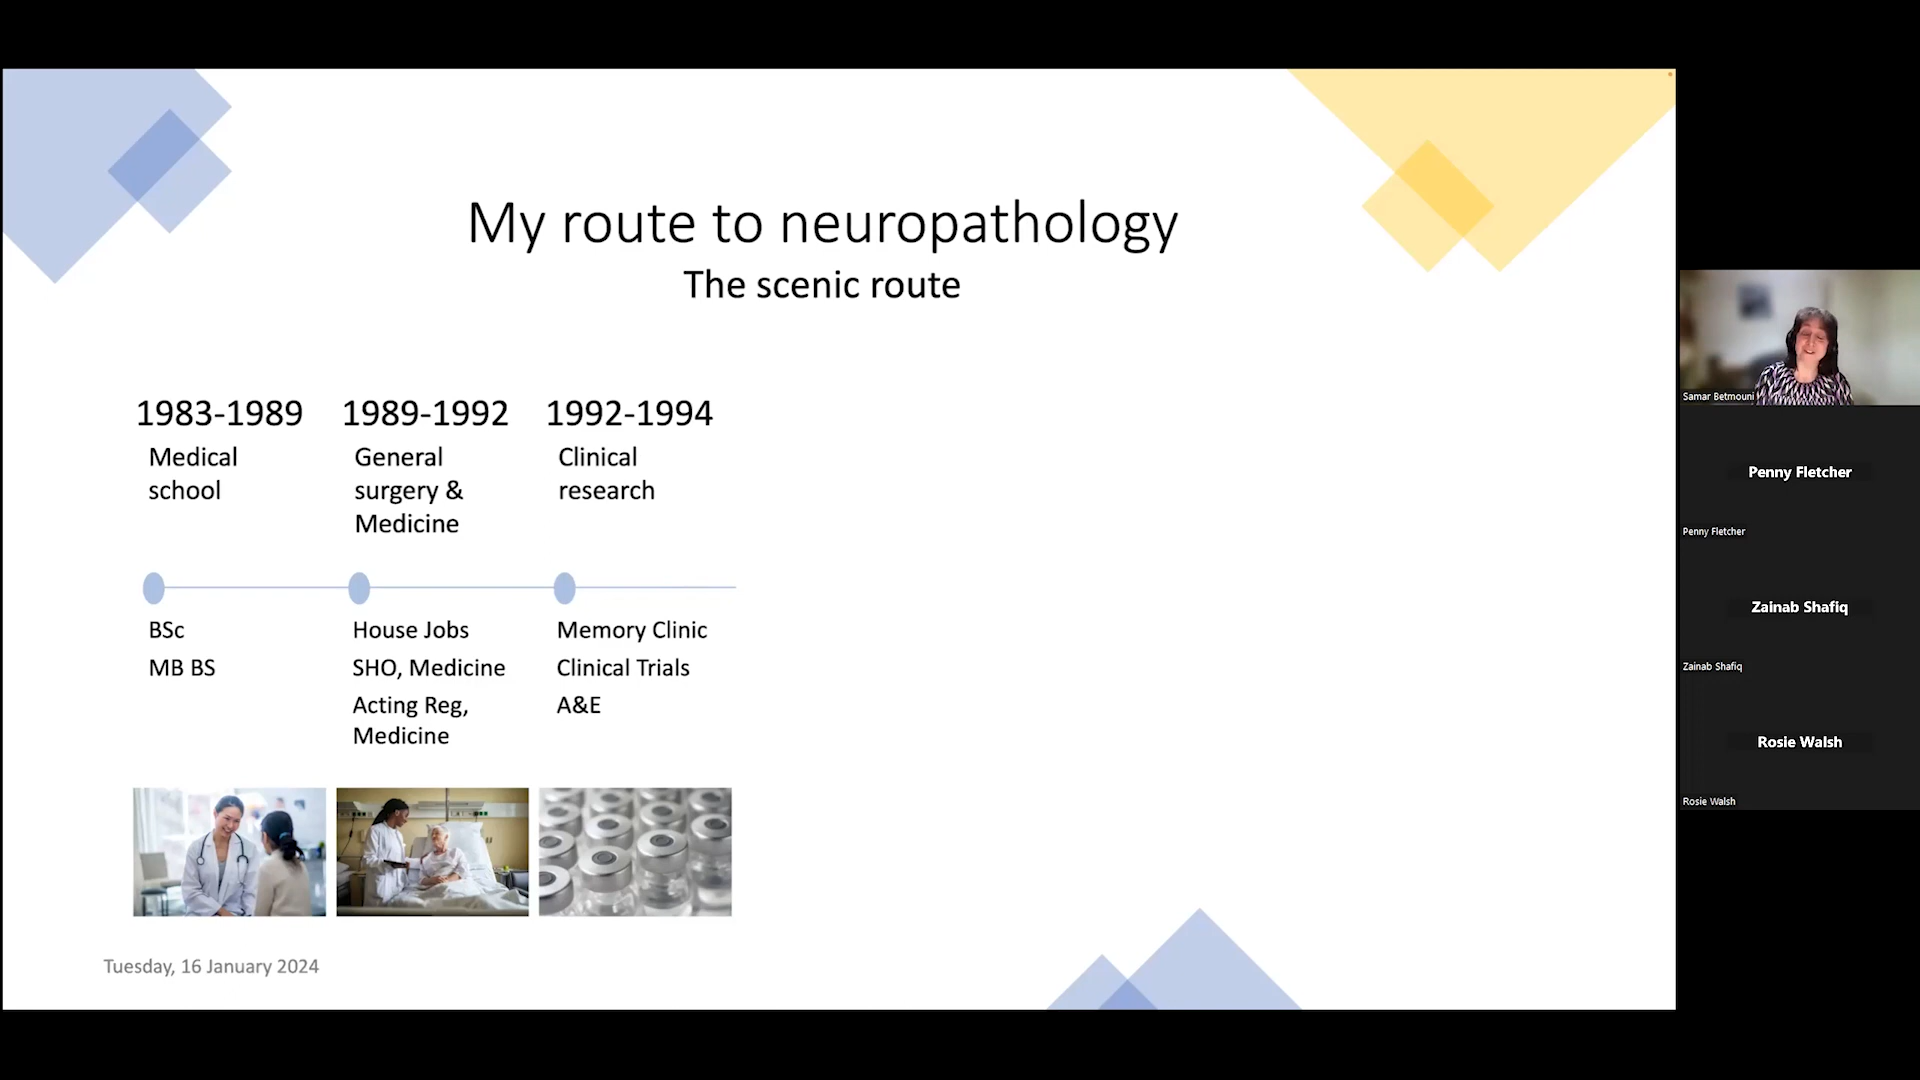 My route to neuropathology
The scenic route
1983-1989
Medical
school
1989-1992
General
surgery &
Medicine
1992-1994
Clinical
research
BSc
MB BS
House Jobs
SHO, Medicine
Acting Reg,
Medicine
Memory Clinic
Clinical Trials
A&E
Tuesday, 16 January 2024
Samar Betmouni
Penny Fletcher
Penny Fletcher
Zainab Shafiq
Zainab Shafiq
Rosie Walsh
Rosie Walsh